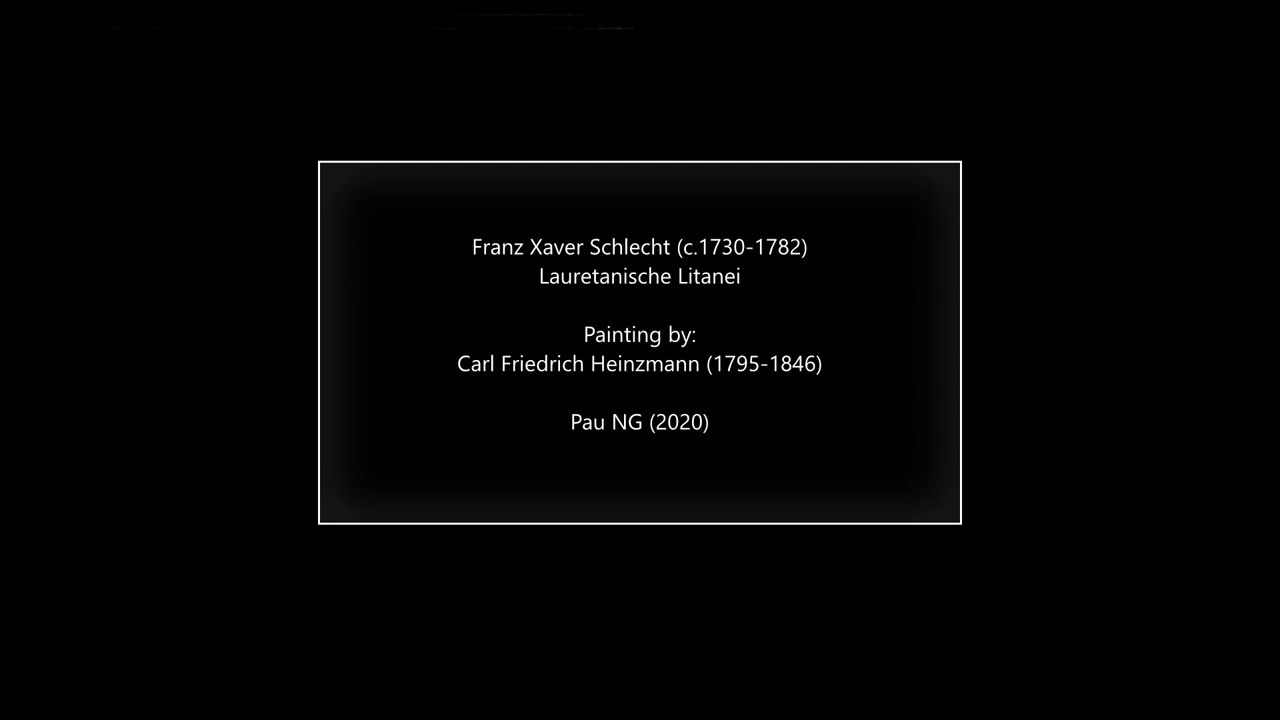 Franz Xaver Schlecht (c.1730-1782)
Lauretanische Litanei
Painting by:
Carl Friedrich Heinzmann (1795-1846)
Pau NG (2020)